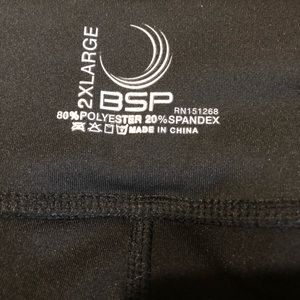 2XLARGE
BSP
RN151268
80%POLYESTER 20%SPANDEX
MADE IN CHINA